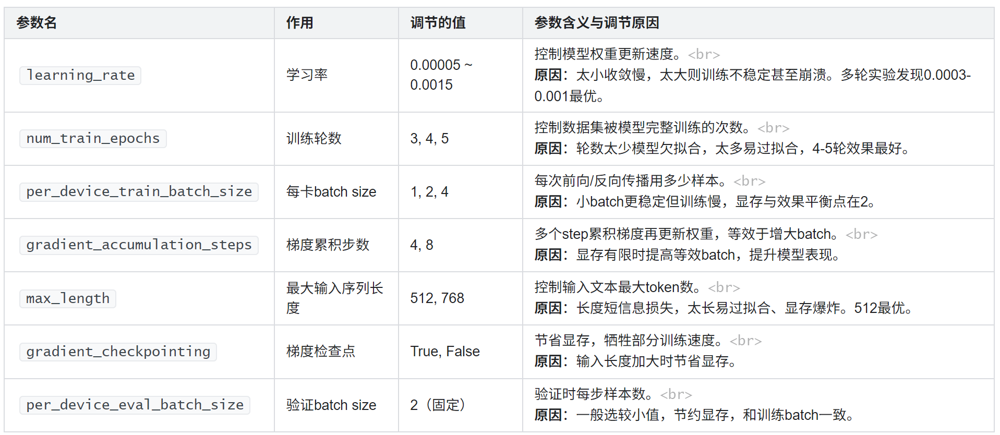 参数名
作用
调节的值
参数含义与调节原因
learning_rate
学习率
0.00005 ~
0.0015
控制模型权重更新速度。<br>
原因：太小收敛慢，太大则训练不稳定甚至崩溃。多轮实验发现0.0003-
0.001最优。
num_train_epochs
训练轮数
3, 4, 5
控制数据集被模型完整训练的次数。<br>
原因：轮数太少模型欠拟合，太多易过拟合，4-5轮效果最好。
per_device_train_batch_size
每卡batch size
1, 2, 4
每次前向/反向传播用多少样本。<br>
原因：小batch更稳定但训练慢，显存与效果平衡点在2。
gradient_accumulation_steps
梯度累积步数
4, 8
多个step累积梯度再更新权重，等效于增大batch。<br>
原因：显存有限时提高等效batch，提升模型表现。
max_length
最大输入序列长
度
512, 768
控制输入文本最大token数。<br>
原因：长度短信息损失，太长易过拟合、显存爆炸。512最优。
gradient_checkpointing
梯度检查点
True, False
节省显存，牺牲部分训练速度。<br>
原因：输入长度加大时节省显存。
per_device_eval_batch_size
验证batch size
2（固定）
验证时每步样本数。<br>
原因：一般选较小值，节约显存，和训练batch一致。